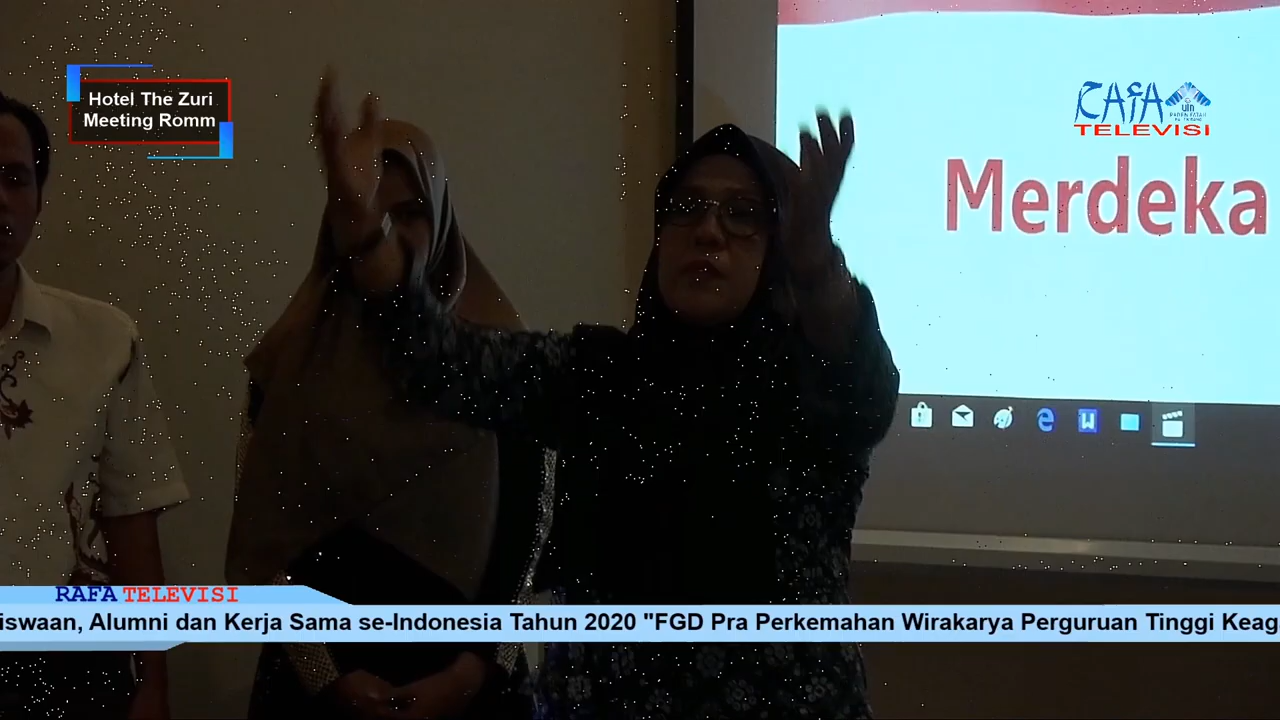 Hotel The Zuri
Meeting Romm
uin
TELEVISI
Merdeka
RAFA TELEVISI
iswaan, Alumni dan Kerja Sama se-Indonesia Tahun 2020 "FGD Pra Perkemahan Wirakarya Perguruan Tinggi Keag